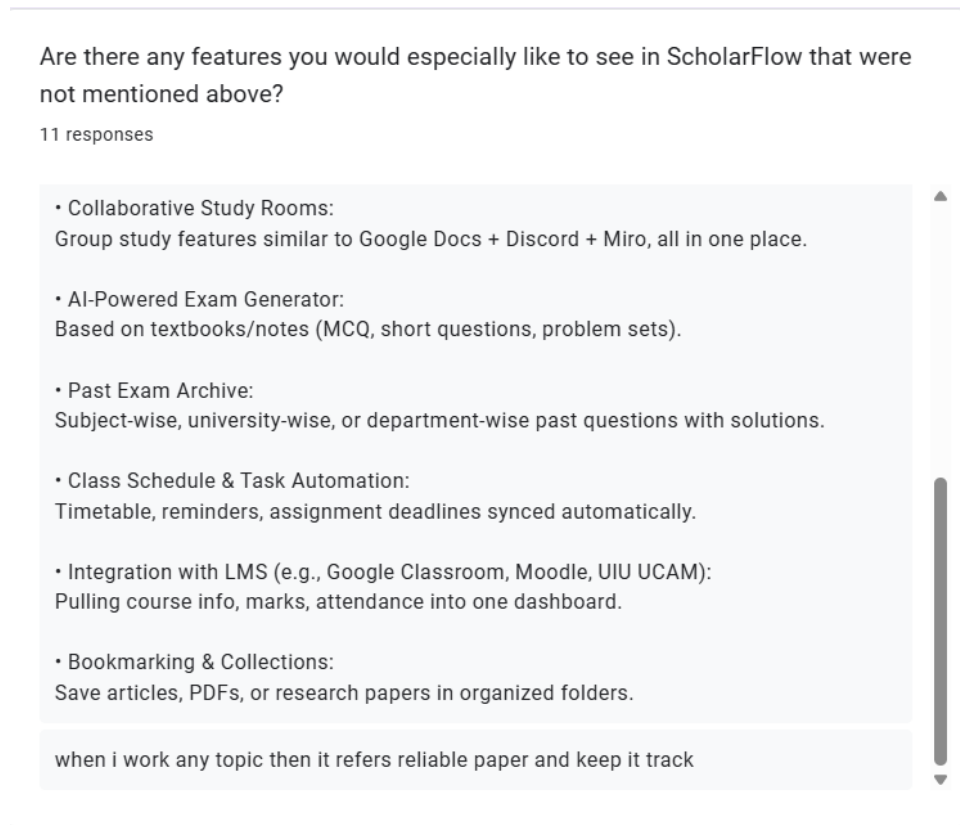 Are there any features you would especially like to see in ScholarFlow that were
not mentioned above?
11 responses
• Collaborative Study Rooms:
Group study features similar to Google Docs + Discord + Miro, all in one place.
• AI-Powered Exam Generator:
Based on textbooks/notes (MCQ, short questions, problem sets).
• Past Exam Archive:
Subject-wise, university-wise, or department-wise past questions with solutions.
• Class Schedule & Task Automation:
Timetable, reminders, assignment deadlines synced automatically.
• Integration with LMS (e.g., Google Classroom, Moodle, UIU UCAM):
Pulling course info, marks, attendance into one dashboard.
• Bookmarking & Collections:
Save articles, PDFs, or research papers in organized folders.
when i work any topic then it refers reliable paper and keep it track